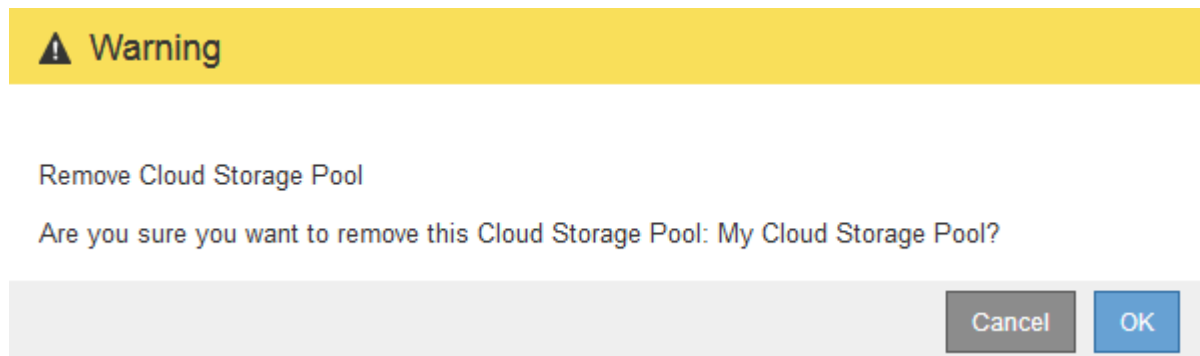 Warning
Remove Cloud Storage Pool
Are you sure you want to remove this Cloud Storage Pool: My Cloud Storage Pool?
Cancel OK